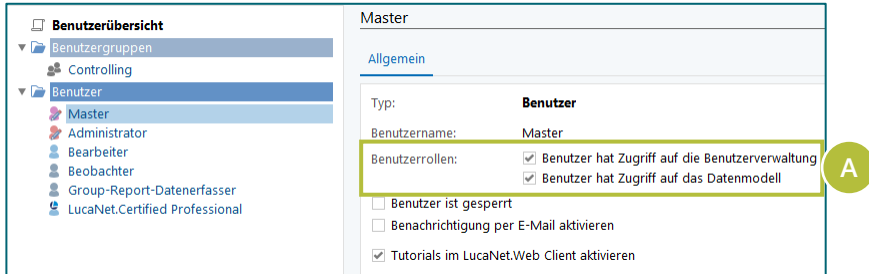 Benutzerübersicht
Benutzergruppen
Controlling
Benutzer
Master
Administrator
Bearbeiter
Beobachter
Group-Report-Datenerfasser
LucaNet.Certified Professional
Master
Allgemein
Typ: Benutzer
Benutzername: Master
Benutzerrollen: Benutzer hat Zugriff auf die Benutzerverwaltung
Benutzer hat Zugriff auf das Datenmodell
A
Benutzer ist gesperrt
Benachrichtigung per E-Mail aktivieren
Tutorials im LucaNet.Web Client aktivieren